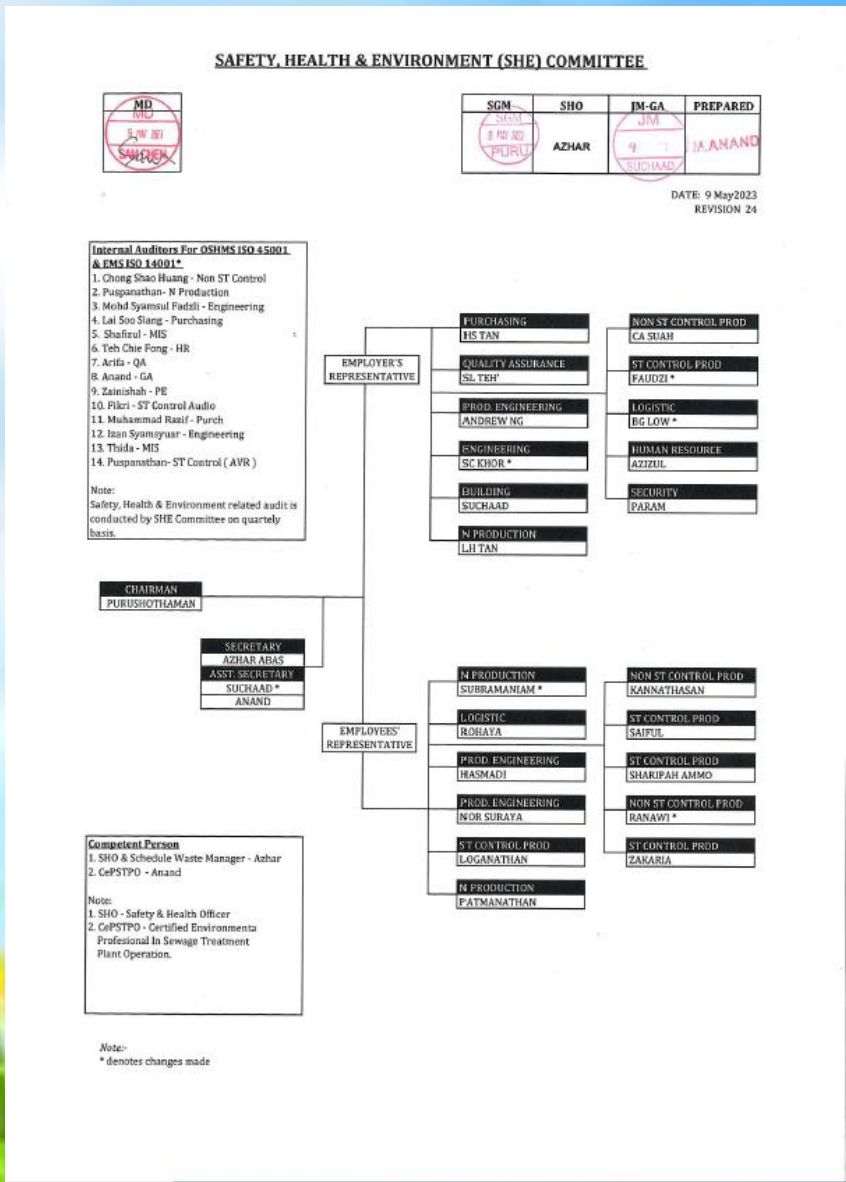 SAFETY, HEALTH & ENVIRONMENT (SHE) COMMITTEE
MD
MD
SGM SHO JM-GA PREPARED
SGM
PURU
AZHAR
JM
9
SUCHAAD
M.ANAND
DATE: 9 May2023
REVISION 24
Internal Auditors For OSHMS ISO 45001
& EMS ISO 14001*
1. Chong Shao Huang - Non ST Control
2. Puspanathan- N Production
3. Mohd Syamsul Fadzli - Engineering
4. Lai Soo Siang - Purchasing
5. Shafizul - MIS
6. Teh Chie Fong - HR
7. Arifa - QA
8. Anand - GA
9. Zainishah - PE
10. Fikri - ST Control Audio
11. Muhammad Razif - Purch
12. Izan Syamsyuar - Engineering
13. Thida - MIS
14. Puspanathan- ST Control ( AVR )
Note:
Safety, Health & Environment related audit is
conducted by SHE Committee on quartely
basis.
EMPLOYER'S
REPRESENTATIVE
PURCHASING
HS TAN
QUALITY ASSURANCE
SL TEH'
PROD. ENGINEERING
ANDREW NG
ENGINEERING
SC KHOR *
BUILDING
SUCHAAD
N PRODUCTION
LH TAN
NON ST CONTROL PROD
CA SUAH
ST CONTROL PROD
FAUDZI *
LOGISTIC
BG LOW *
HUMAN RESOURCE
AZIZUL
SECURITY
PARAM
CHAIRMAN
PURUSHOTHAMAN
SECRETARY
AZHAR ABAS
ASST. SECRETARY
SUCHAAD *
ANAND
EMPLOYEES'
REPRESENTATIVE
N PRODUCTION
SUBRAMANIAM *
LOGISTIC
ROHAYA
PROD. ENGINEERING
HASMADI
PROD. ENGINEERING
NOR SURAYA
ST CONTROL PROD
LOGANATHAN
N PRODUCTION
PATMANATHAN
NON ST CONTROL PROD
KANNATHASAN
ST CONTROL PROD
SAIFUL
ST CONTROL PROD
SHARIPAH AMMO
NON ST CONTROL PROD
RANAWI *
ST CONTROL PROD
ZAKARIA
Competent Person
1. SHO & Schedule Waste Manager - Azhar
2. CePSTPO - Anand
Note:
1. SHO - Safety & Health Officer
2. CePSTPO - Certified Environmenta
Profesional In Sewage Treatment
Plant Operation.
Note:-
* denotes changes made